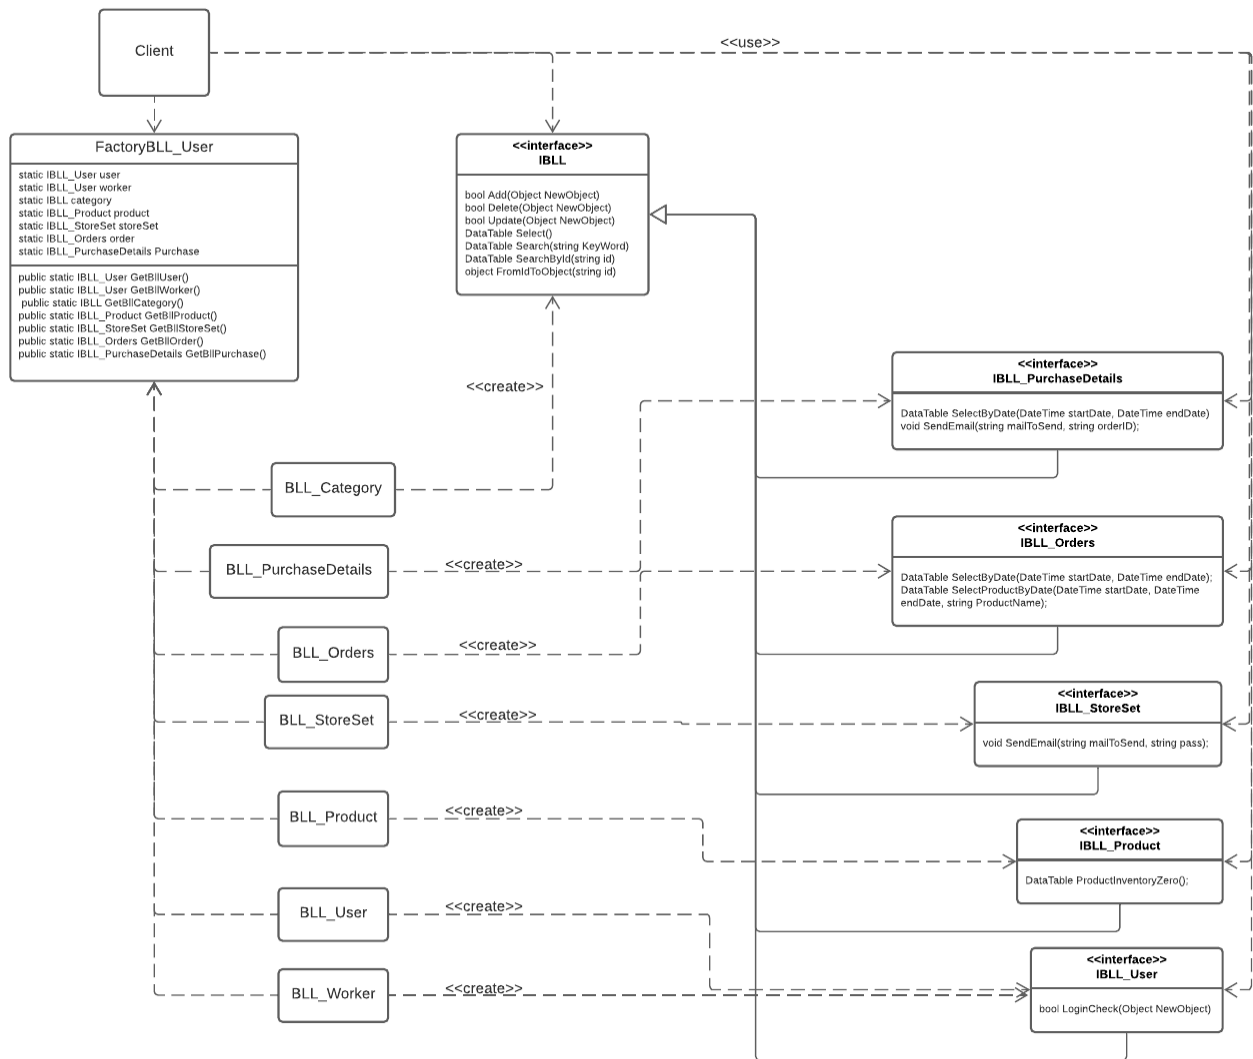 Client
<<use>>
FactoryBLL_User
static IBLL_User user
static IBLL_User worker
static IBLL category
static IBLL_Product product
static IBLL_StoreSet storeSet
static IBLL_Orders order
static IBLL_PurchaseDetails Purchase
public static IBLL_User GetBllUser()
public static IBLL_User GetBllWorker()
public static IBLL GetBllCategory()
public static IBLL_Product GetBllProduct()
public static IBLL_StoreSet GetBllStoreSet()
public static IBLL_Orders GetBllOrder()
public static IBLL_PurchaseDetails GetBllPurchase()
<<interface>>
IBLL
bool Add(Object NewObject)
bool Delete(Object NewObject)
bool Update(Object NewObject)
DataTable Select()
DataTable Search(string KeyWord)
DataTable SearchById(string id)
object FromIdToObject(string id)
<<create>>
<<interface>>
IBLL_PurchaseDetails
DataTable SelectByDate(DateTime startDate, DateTime endDate)
void SendEmail(string mailToSend, string orderID);
BLL_Category
BLL_PurchaseDetails
<<create>>
<<interface>>
IBLL_Orders
DataTable SelectByDate(DateTime startDate, DateTime endDate);
DataTable SelectProductByDate(DateTime startDate, DateTime
endDate, string ProductName);
BLL_Orders
<<create>>
BLL_StoreSet
<<create>>
<<interface>>
IBLL_StoreSet
void SendEmail(string mailToSend, string pass);
BLL_Product
<<create>>
<<interface>>
IBLL_Product
DataTable ProductInventoryZero();
BLL_User
<<create>>
<<interface>>
IBLL_User
bool LoginCheck(Object NewObject)
BLL_Worker
<<create>>